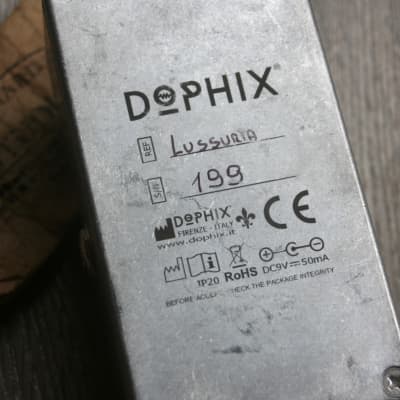 DOPHIX®
REF LUSSURIA
S/N 199
DOPHIX
FIRENZE - ITALY
www.dophix.it
CE
IP20 RoHS DC9V 50mA
BEFORE CHECK THE PACKAGE INTEGRITY